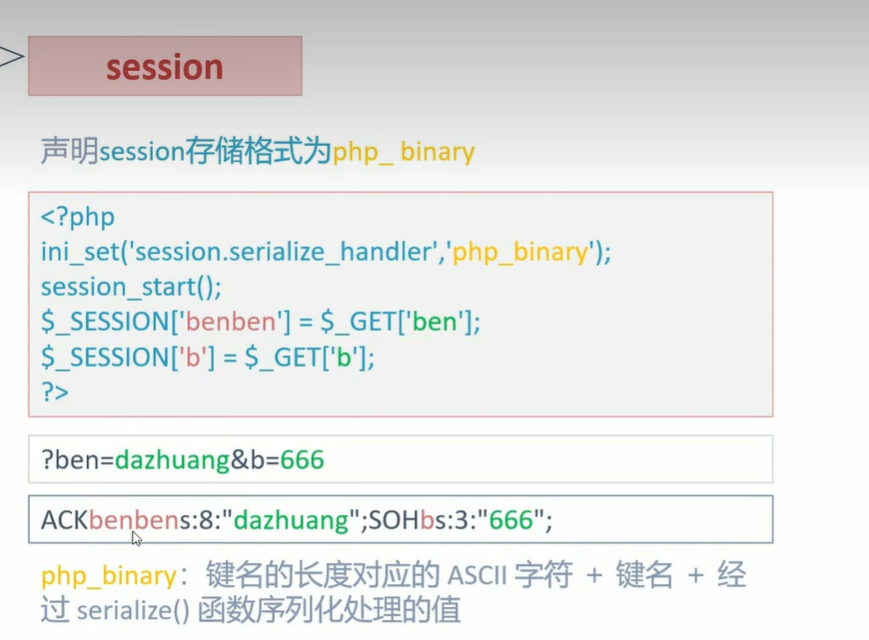 session
声明session存储格式为php_ binary
<?php
ini_set('session.serialize_handler','php_binary');
session_start();
$_SESSION['benben'] = $_GET['ben'];
$_SESSION['b'] = $_GET['b'];
?>
?ben=dazhuang&b=666
ACKbenbens:8:"dazhuang";SOHbs:3:"666";
php_binary：键名的长度对应的 ASCII 字符 + 键名 + 经
过 serialize() 函数序列化处理的值